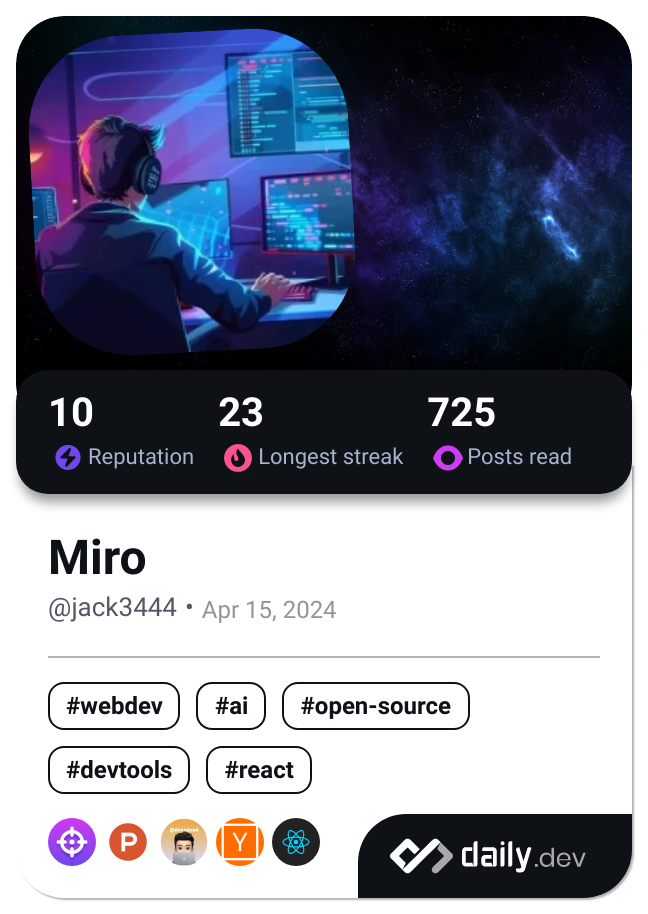 10 23 725
Reputation Longest streak Posts read
Miro
@jack3444 • Apr 15, 2024
#webdev #ai #open-source
#devtools #react
P Y
daily.dev